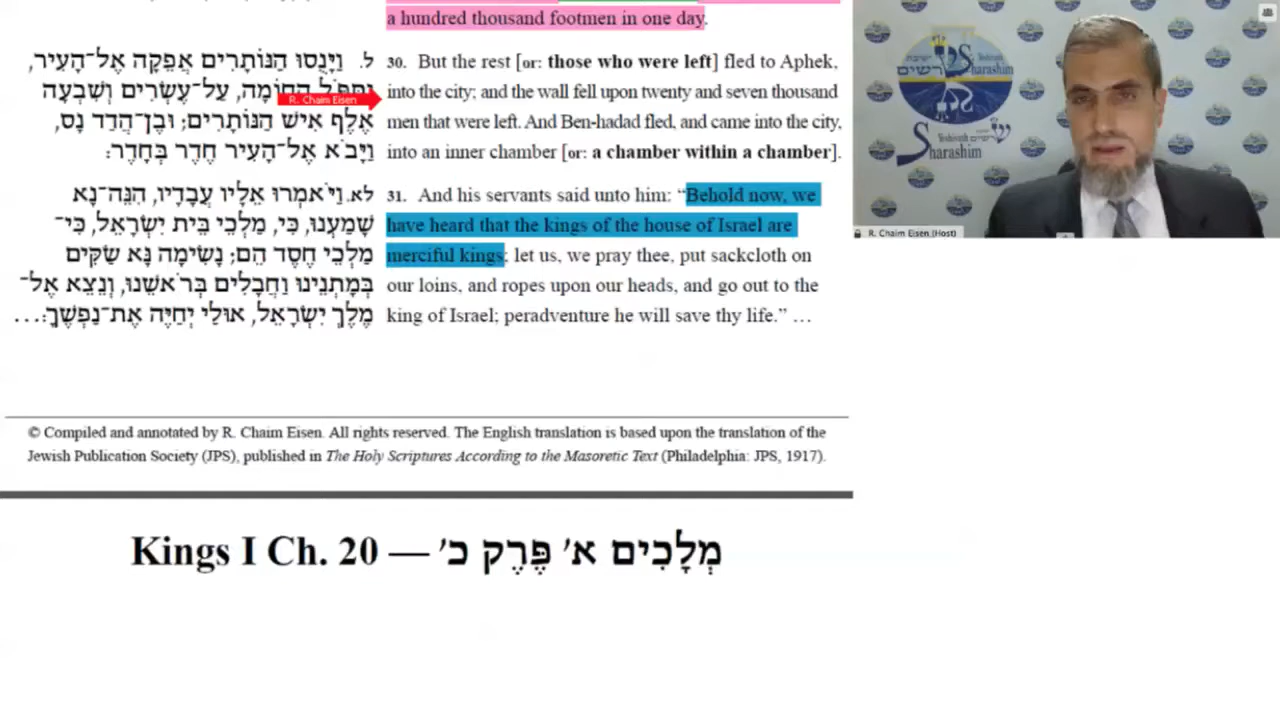 a hundred thousand footmen in one day.
ל. וַיָּנֻסוּ הַנּוֹתָרִים אֲפֵקָה אֶל־הָעִיר,
עַל־עֶשְׂרִים וְשִׁבְעָה
אֶלֶף אִישׁ הַנּוֹתָרִים; וּבֶן־הֲדַד נָס,
וַיָּבֹא אֶל־הָעִיר חֶדֶר בְּחָדֶר:
R. Chaim Eisen
30. But the rest [or: those who were left] fled to Aphek,
into the city; and the wall fell upon twenty and seven thousand
men that were left. And Ben-hadad fled, and came into the city,
into an inner chamber [or: a chamber within a chamber].
לא. וַיֹּאמְרוּ אֵלָיו עֲבָדָיו, הִנֵּה־נָא
שָׁמַעְנוּ, כִּי, מַלְכֵי בֵּית יִשְׂרָאֵל, כִּי־
מַלְכֵי חֶסֶד הֵם; נָשִׂימָה נָּא שַׂקִּים
בְּמָתְנֵינוּ וַחֲבָלִים בְּרֹאשֵׁנוּ, וְנֵצֵא אֶל־
מֶלֶךְ יִשְׂרָאֵל, אוּלַי יְחַיֶּה אֶת־נַפְשֶׁךָ:...
31. And his servants said unto him: “Behold now, we
have heard that the kings of the house of Israel are
merciful kings; let us, we pray thee, put sackcloth on
our loins, and ropes upon our heads, and go out to the
king of Israel; peradventure he will save thy life.” ...
© Compiled and annotated by R. Chaim Eisen. All rights reserved. The English translation is based upon the translation of the
Jewish Publication Society (JPS), published in The Holy Scriptures According to the Masoretic Text (Philadelphia: JPS, 1917).
Kings I Ch. 20 — מְלָכִים א׳ פֶּרֶק כ׳
ישיבת
שרשים
Yeshivath
Sharashim
Yeshivath
שרשים
Sharashim
R. Chaim Eisen (Host)